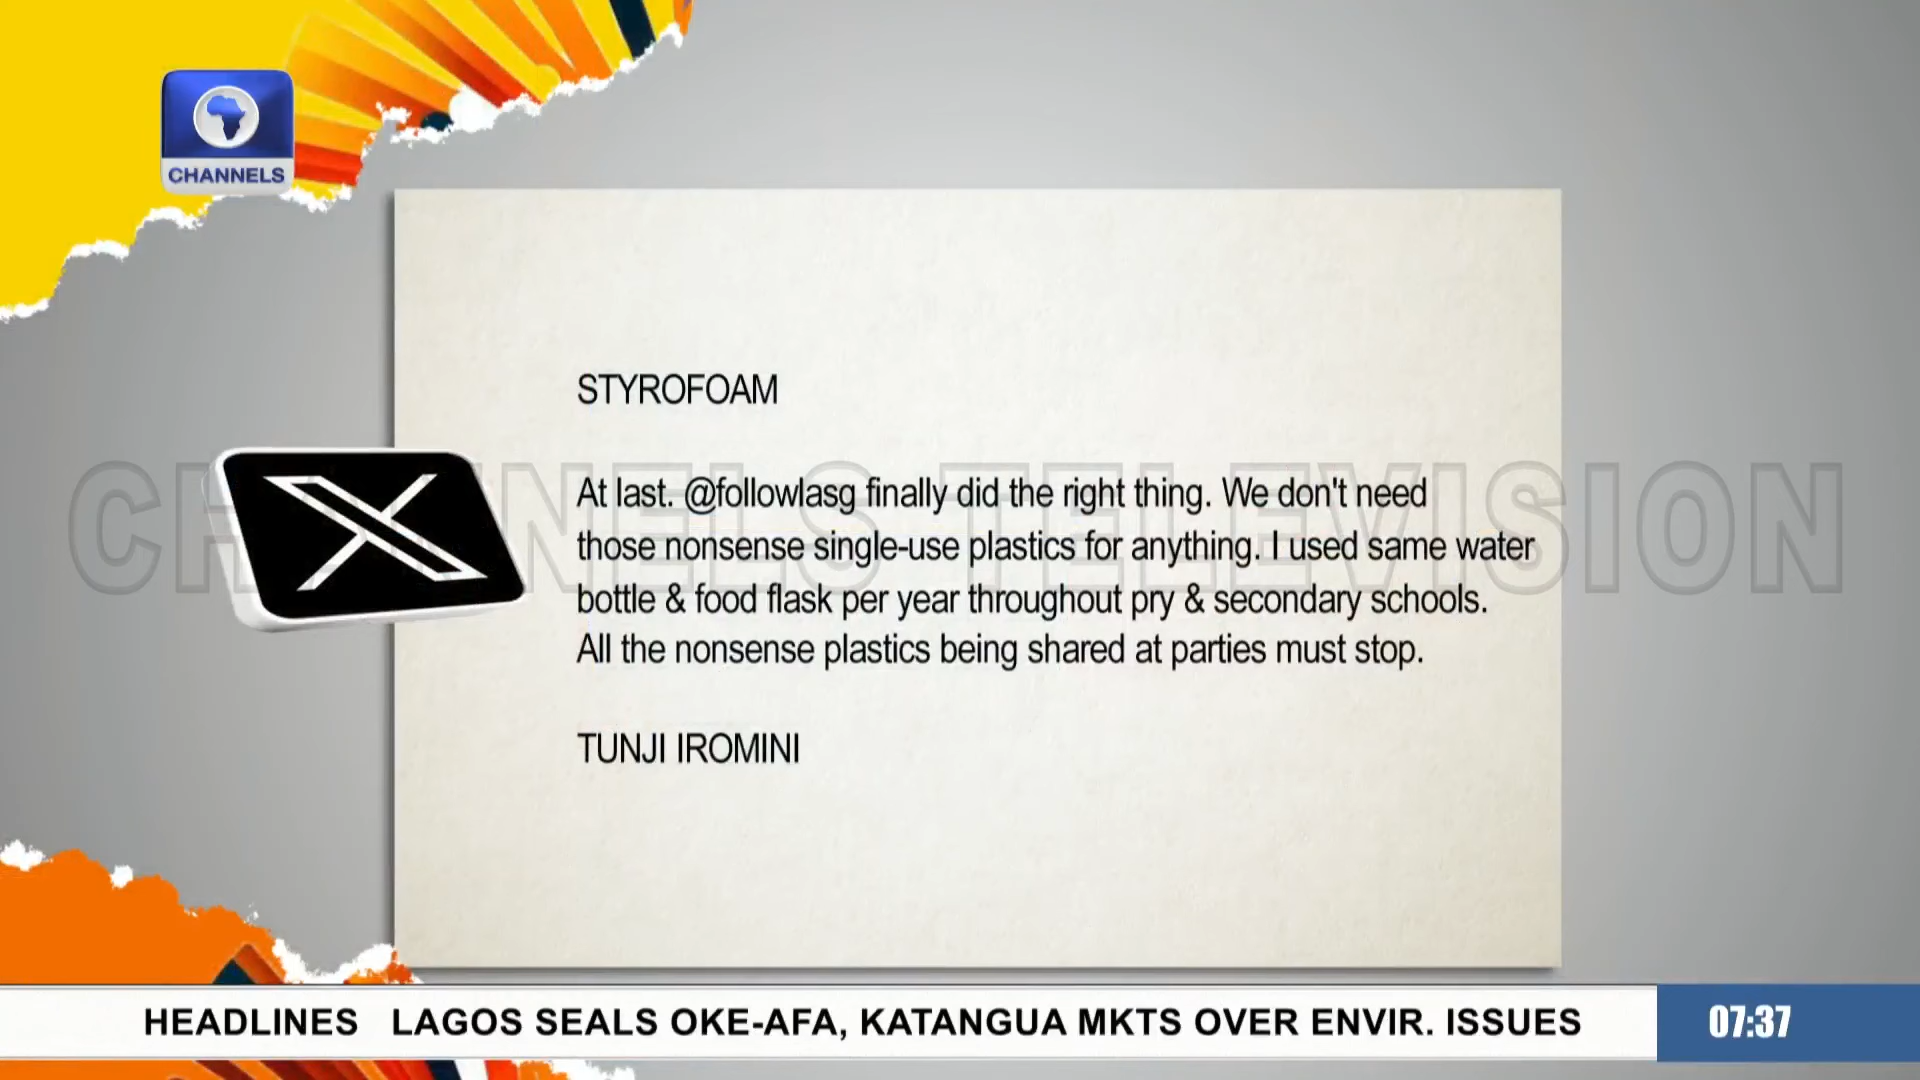 CHANNELS
STYROFOAM
CHANNELS TELEVISION
At last. @followlasg finally did the right thing. We don't need
those nonsense single-use plastics for anything. I used same water
bottle & food flask per year throughout pry & secondary schools.
All the nonsense plastics being shared at parties must stop.
TUNJI IROMINI
HEADLINES LAGOS SEALS OKE-AFA, KATANGUA MKTS OVER ENVIR. ISSUES
07:37